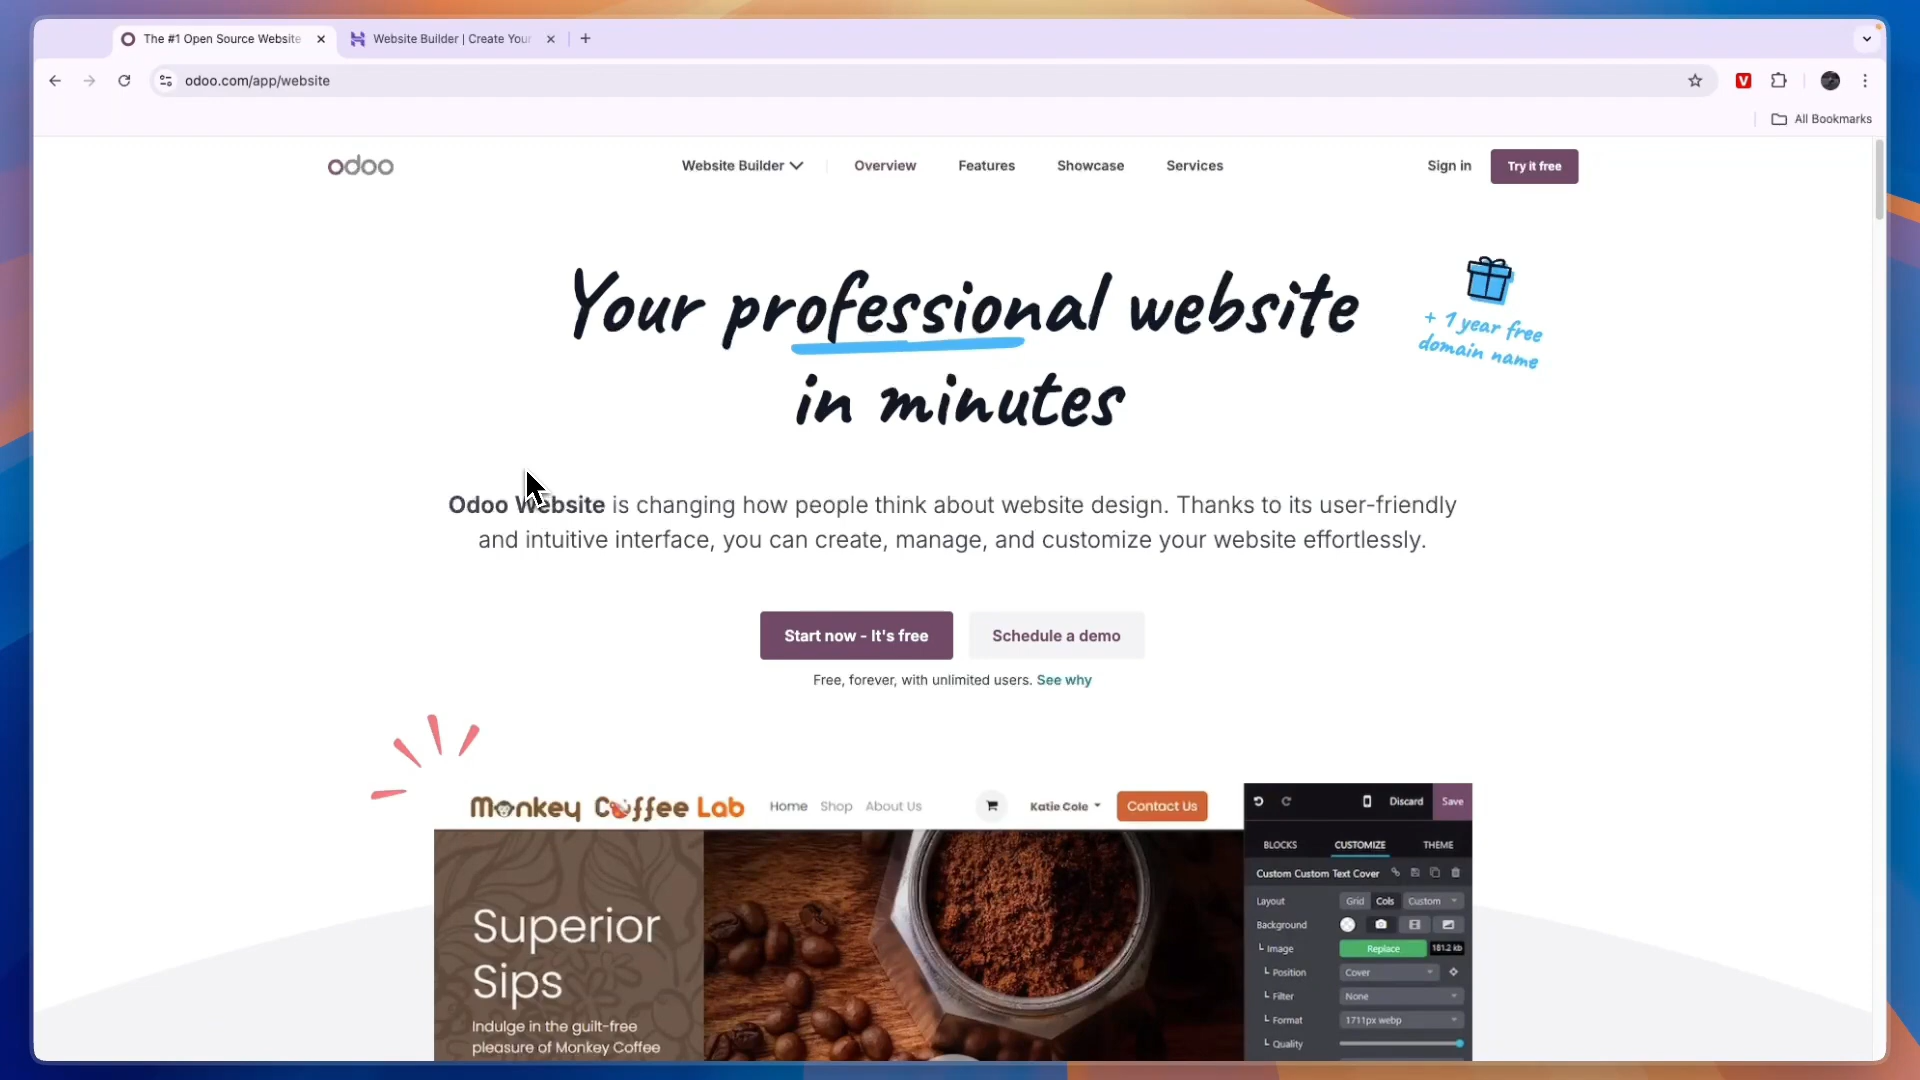 The #1 Open Source Website
Website Builder | Create Your
odoo.com/app/website
All Bookmarks
odoo
Website Builder
Overview
Features
Showcase
Services
Sign in
Try it free
Your professional website
in minutes
+ 1 year free
domain name
Odoo Website is changing how people think about website design. Thanks to its user-friendly
and intuitive interface, you can create, manage, and customize your website effortlessly.
Start now - It's free
Schedule a demo
Free, forever, with unlimited users. See why
Monkey Coffee Lab
Home
Shop
About Us
Katie Cole
Contact Us
Discard
Save
BLOCKS
CUSTOMIZE
THEME
Custom Custom Text Cover
Layout
Grid
Cols
Custom
Background
Image
Replace
181.2 kb
Position
Cover
Filter
None
Format
1711px webp
Quality
Superior
Sips
Indulge in the guilt-free
pleasure of Monkey Coffee